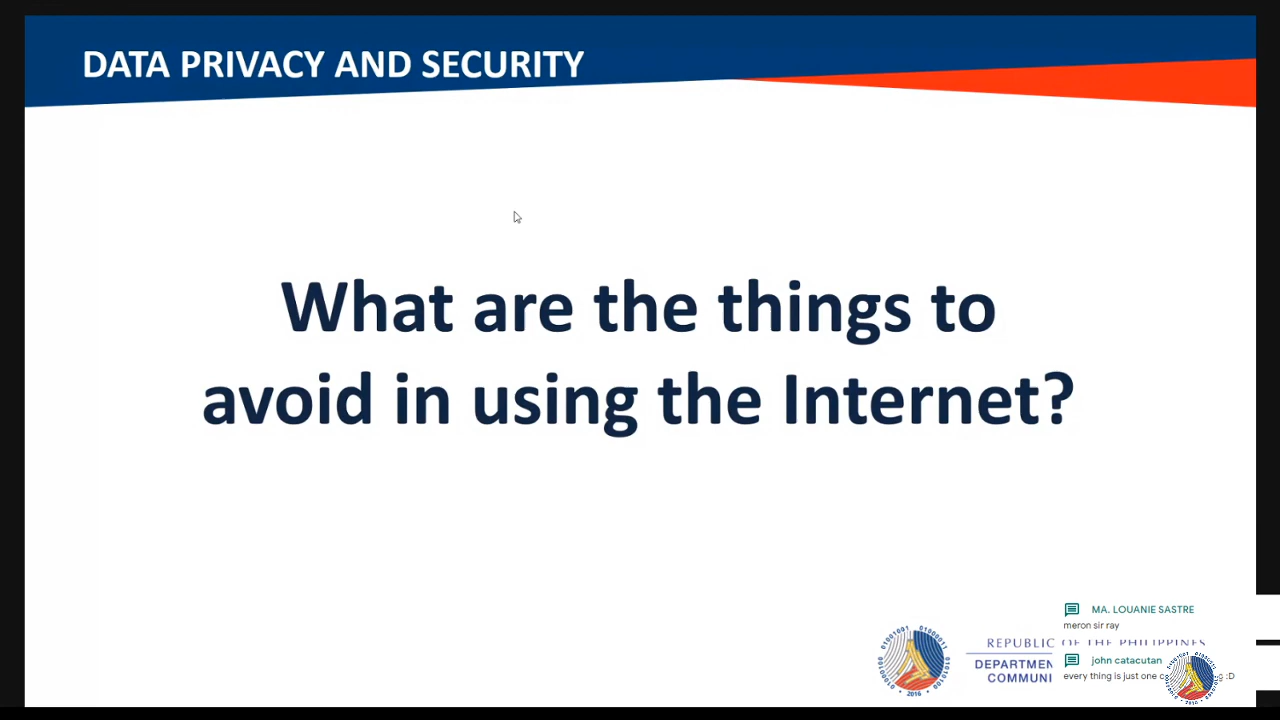 DATA PRIVACY AND SECURITY
What are the things to
avoid in using the Internet?
MA. LOUANIE SASTRE
meron sir ray
REPUBLIC OF THE PHILIPPINES
DEPARTMEN
COMMUNI
john catacutan
every thing is just one :D
2016